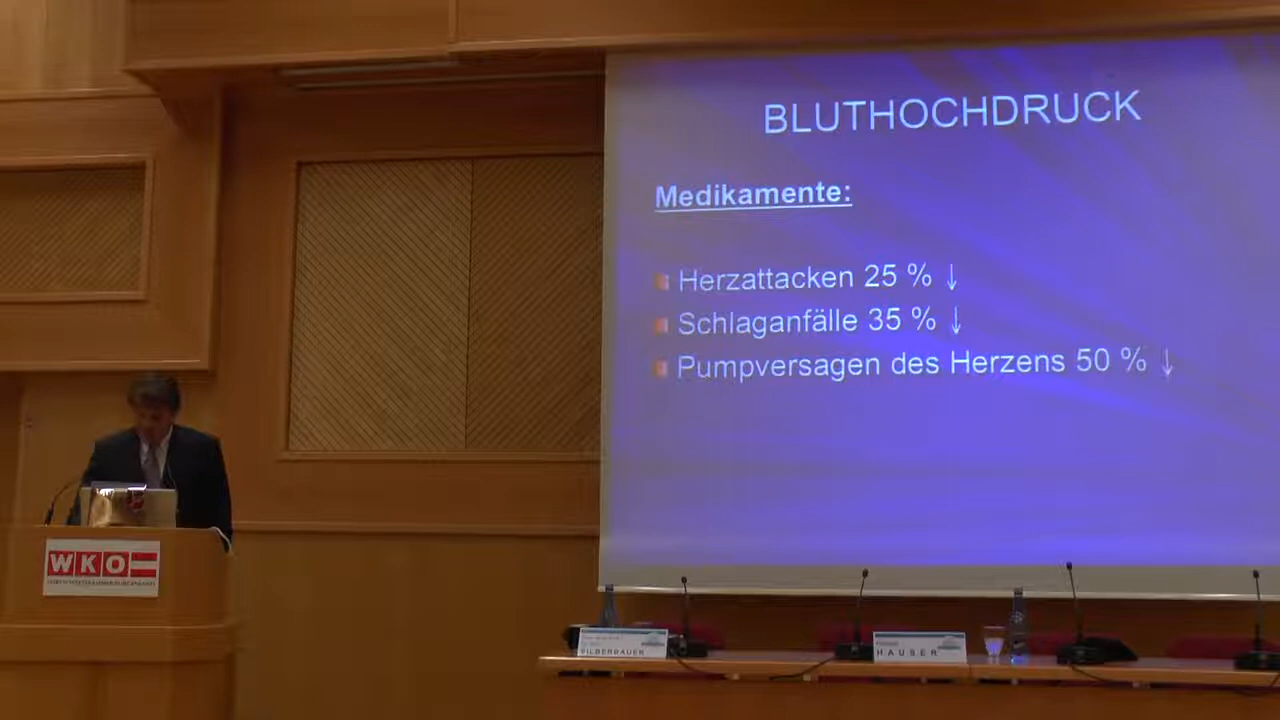 BLUTHOCHDRUCK
Medikamente:
Herzattacken 25 % ↓
Schlaganfälle 35 % ↓
Pumpversagen des Herzens 50 % ↓
WKO
SILBERBAUER
HAUSER